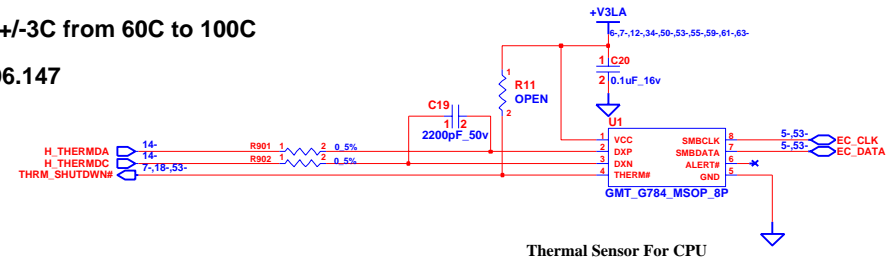 +/-3C from 60C to 100C
06.147
+V3LA
6-,7-,12-,34-,50-,53-,55-,59-,61-,63-
1 C20
2 0.1uF_16v
1
R11
OPEN
2
C19
1 2
2200pF_50v
U1
1 VCC SMBCLK 8 5-,53- EC_CLK
2 DXP SMBDATA 7 5-,53- EC_DATA
3 DXN ALERT# 6
4 THERM# GND 5
GMT_G784_MSOP_8P
H_THERMDA 14- R901 1 2 0_5%
H_THERMDC 14- R902 1 2 0_5%
THRM_SHUTDWN# 7-,18-,53-
Thermal Sensor For CPU